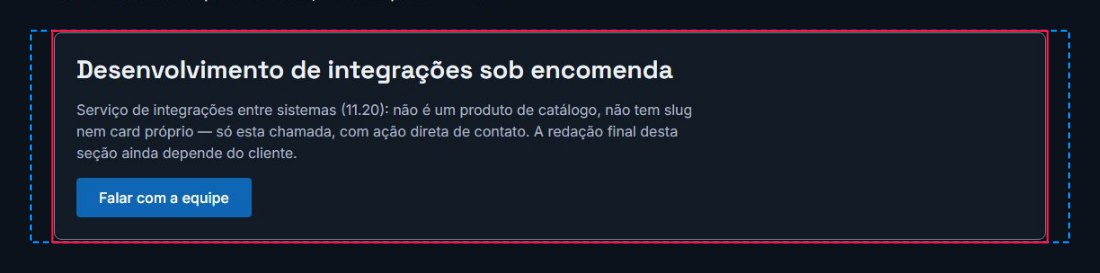 Desenvolvimento de integrações sob encomenda
Serviço de integrações entre sistemas (11.20): não é um produto de catálogo, não tem slug
nem card próprio — só esta chamada, com ação direta de contato. A redação final desta
seção ainda depende do cliente.
Falar com a equipe